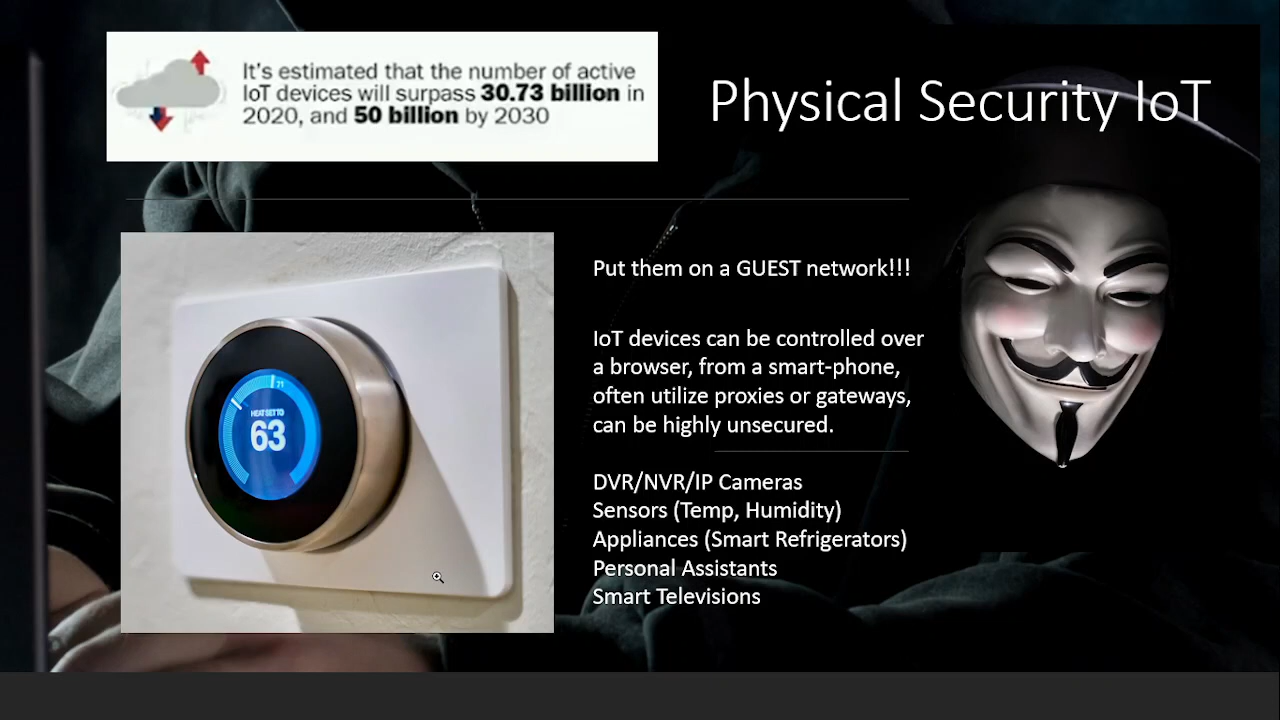 It's estimated that the number of active
IoT devices will surpass 30.73 billion in
2020, and 50 billion by 2030
Physical Security IoT
Put them on a GUEST network!!!
IoT devices can be controlled over
a browser, from a smart-phone,
often utilize proxies or gateways,
can be highly unsecured.
71
HEAT SET TO
63
DVR/NVR/IP Cameras
Sensors (Temp, Humidity)
Appliances (Smart Refrigerators)
Personal Assistants
Smart Televisions